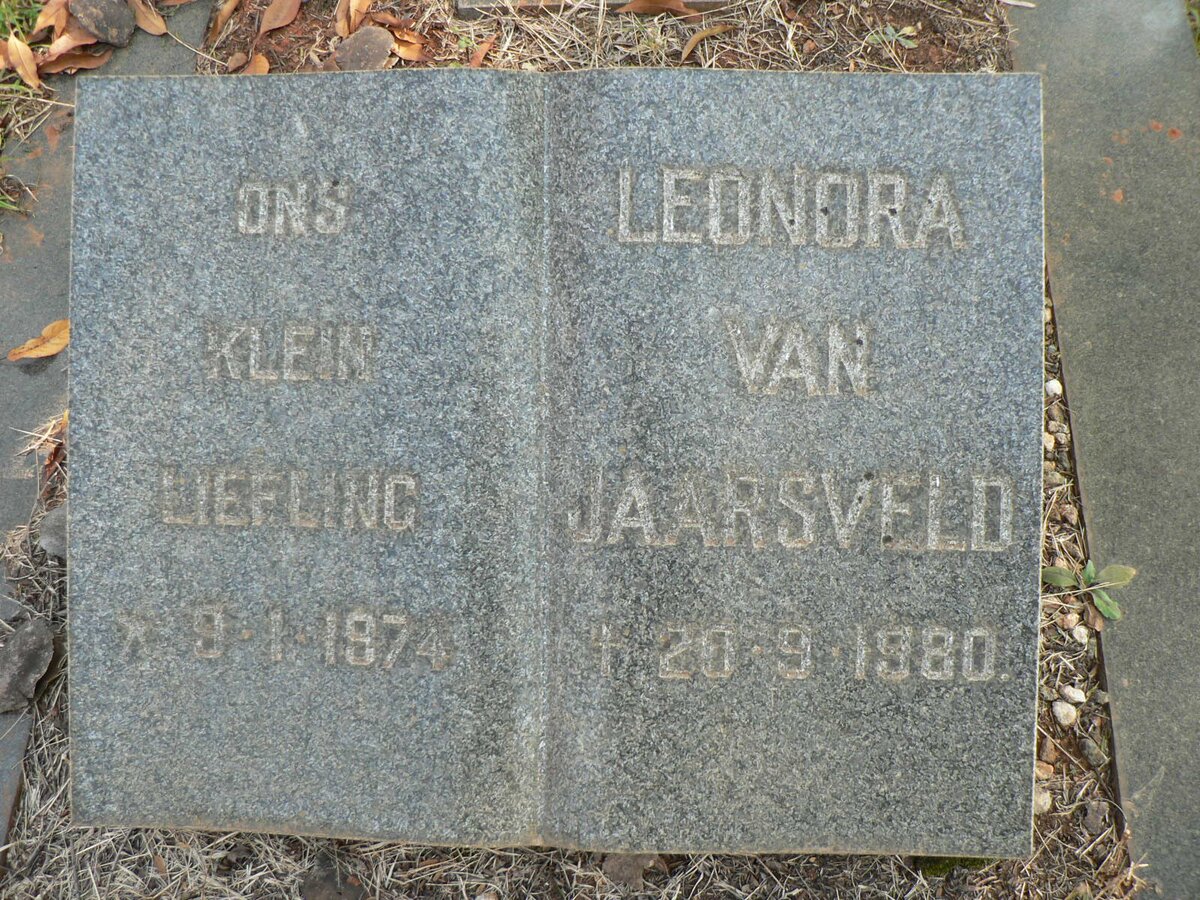 ONS
KLEIN
LIEFLING
* 9·1·1974
LEONORA
VAN
JAARSVELD
† 20·9·1980.